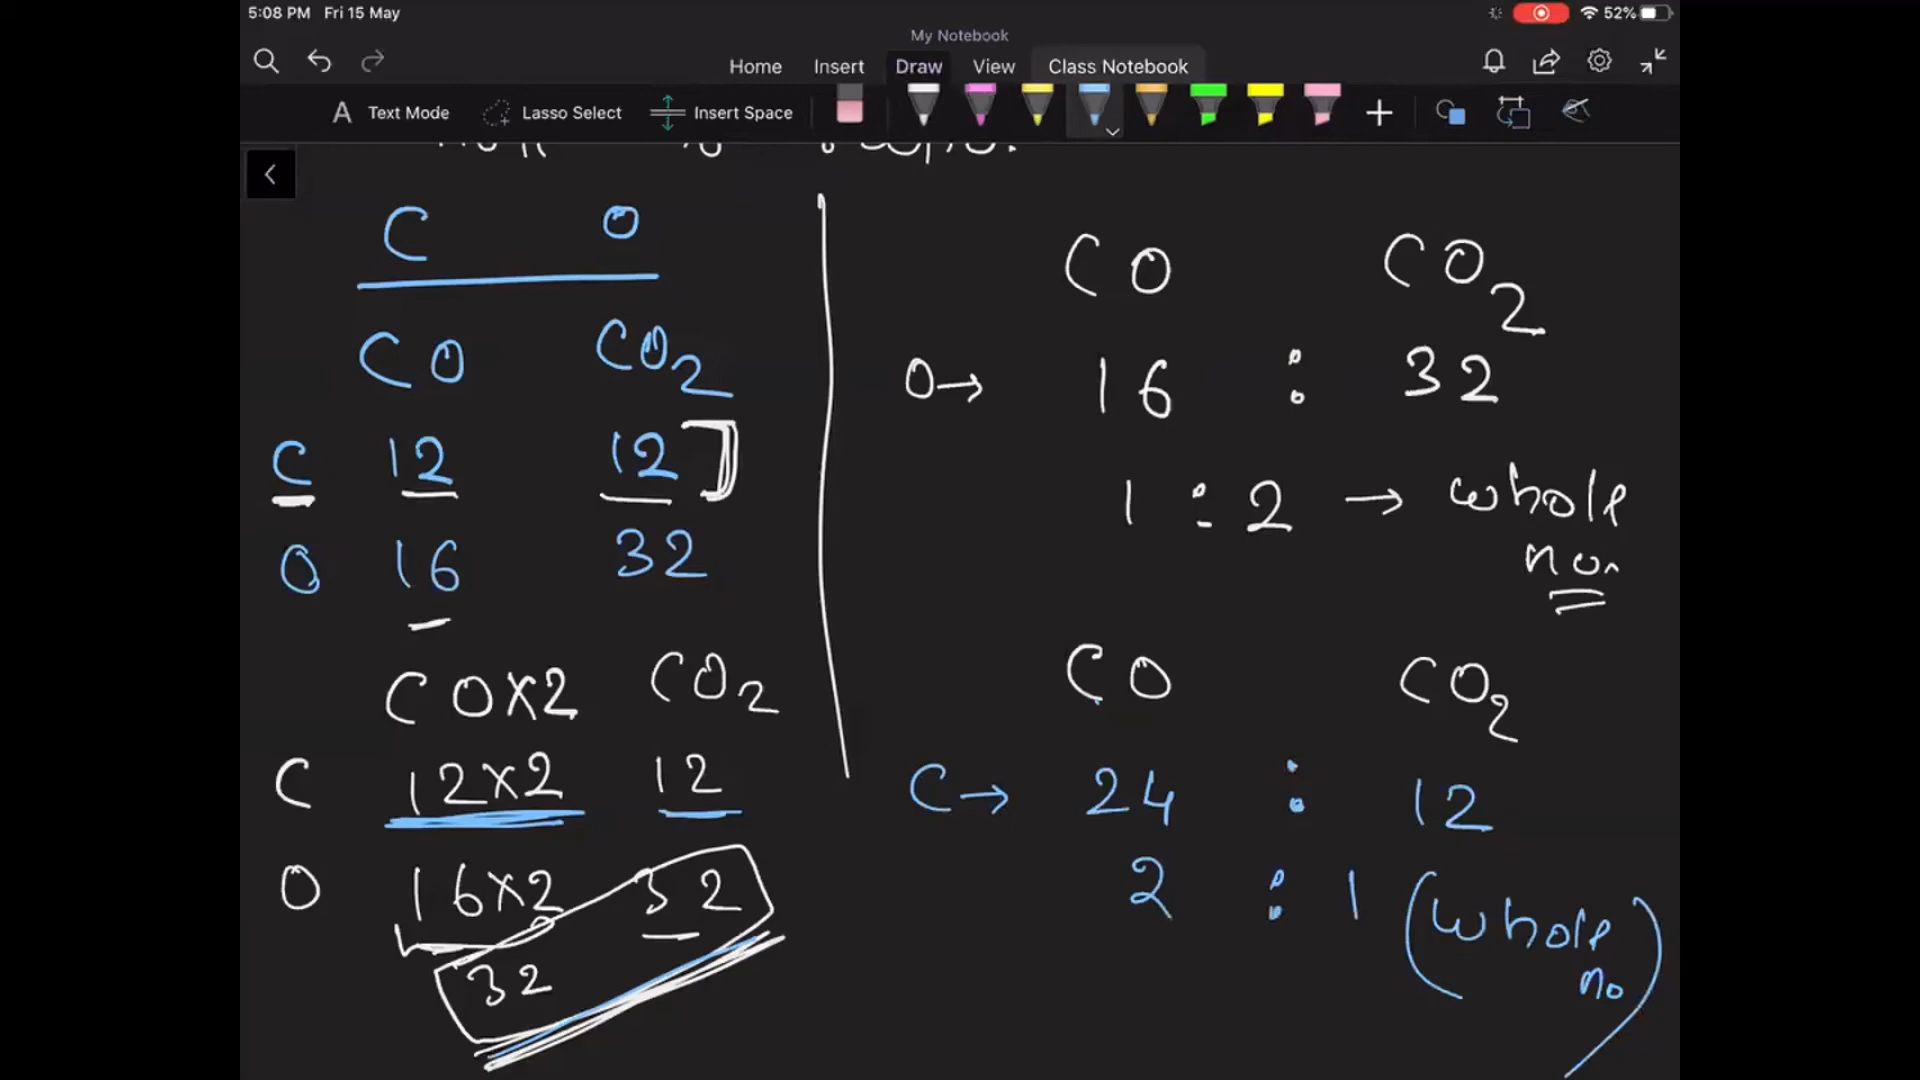 5:08 PM Fri 15 May
52%
My Notebook
Home Insert Draw View Class Notebook
Text Mode Lasso Select Insert Space
C O
CO CO2
C 12 12
O 16 32
CO×2 CO2
C 12×2 12
O 16×2 32
32
CO CO2
O→ 16 : 32
1 : 2 → whole
no.
CO CO2
C→ 24 : 12
2 : 1 (whole
no)